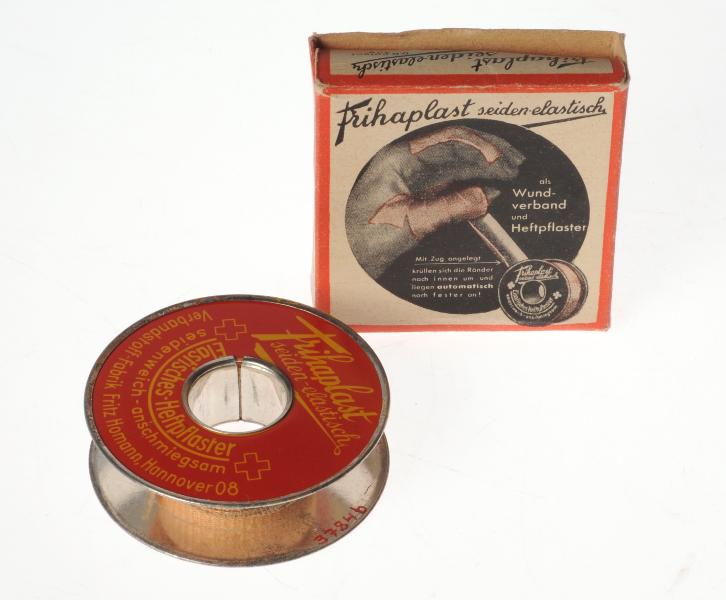 Frihaplast
seiden-elastisch
Frihaplast seiden-elastisch
als
Wund-
verband
und
Heftpflaster
Mit Zug angelegt
krüllen sich die Ränder
nach innen um und
liegen automatisch
noch fester an!
Frihaplast
Frihaplast
seiden-elastisch
Elastisches-Heftpflaster
seidenweich-anschmiegsam
Verbandstoff-Fabrik Fritz Homann, Hannover 08
3784b